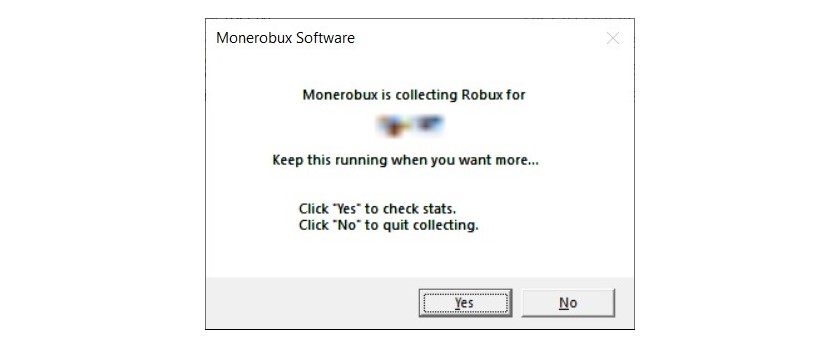 Monerobux Software
Monerobux is collecting Robux for
Keep this running when you want more...
Click "Yes" to check stats.
Click "No" to quit collecting.
Yes
No